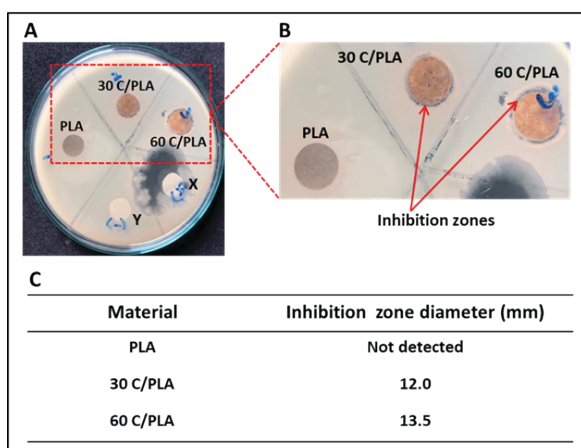 A
30 C/PLA
PLA
60 C/PLA
X
Y
B
30 C/PLA
60 C/PLA
PLA
Inhibition zones
C
Material Inhibition zone diameter (mm)
PLA Not detected
30 C/PLA 12.0
60 C/PLA 13.5